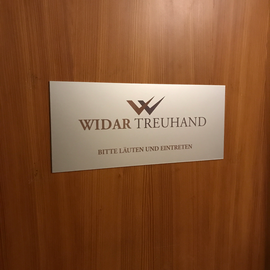 WIDAR TREUHAND
BITTE LÄUTEN UND EINTRETEN